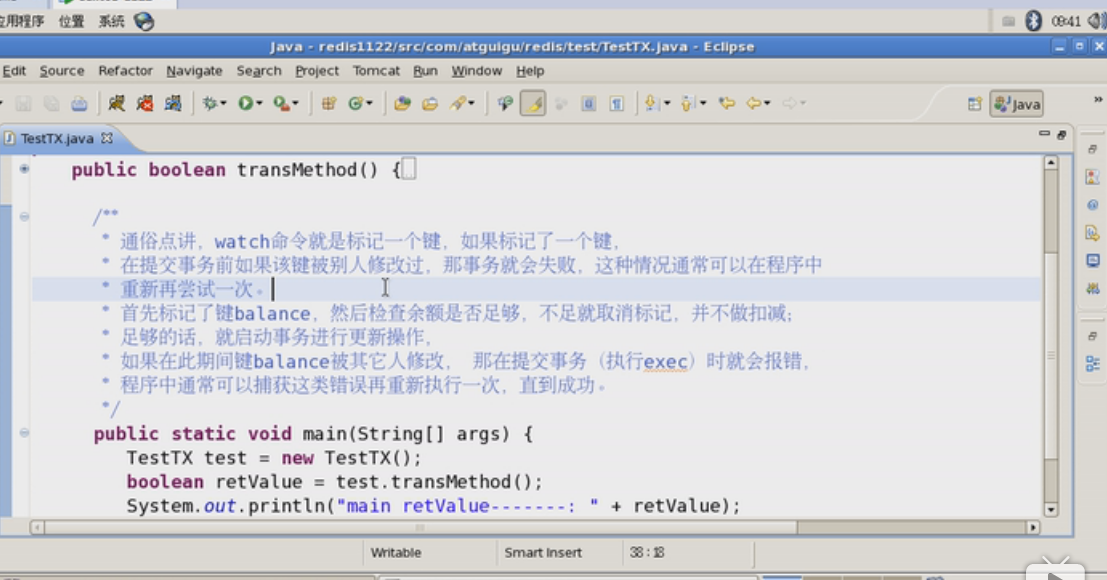 应用程序 位置 系统
09:41
Java - redis1122/src/com/atguigu/redis/test/TestTX.java - Eclipse
Edit Source Refactor Navigate Search Project Tomcat Run Window Help
Java
TestTX.java
public boolean transMethod() {
/**
* 通俗点讲，watch命令就是标记一个键，如果标记了一个键，
* 在提交事务前如果该键被别人修改过，那事务就会失败，这种情况通常可以在程序中
* 重新再尝试一次。
* 首先标记了键balance，然后检查余额是否足够，不足就取消标记，并不做扣减；
* 足够的话，就启动事务进行更新操作，
* 如果在此期间键balance被其它人修改， 那在提交事务（执行exec）时就会报错，
* 程序中通常可以捕获这类错误再重新执行一次，直到成功。
*/
public static void main(String[] args) {
TestTX test = new TestTX();
boolean retValue = test.transMethod();
System.out.println("main retValue-------: " + retValue);
Writable Smart Insert 38:18